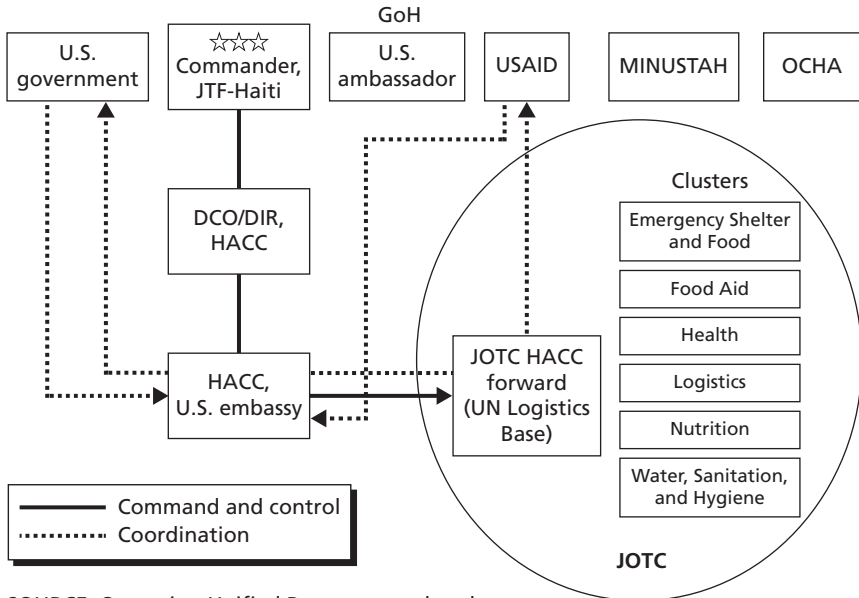 GoH
U.S.
government
Commander,
JTF-Haiti
U.S.
ambassador
USAID
MINUSTAH
OCHA
DCO/DIR,
HACC
HACC,
U.S. embassy
JOTC HACC
forward
(UN Logistics
Base)
Clusters
Emergency Shelter
and Food
Food Aid
Health
Logistics
Nutrition
Water, Sanitation,
and Hygiene
JOTC
Command and control
Coordination